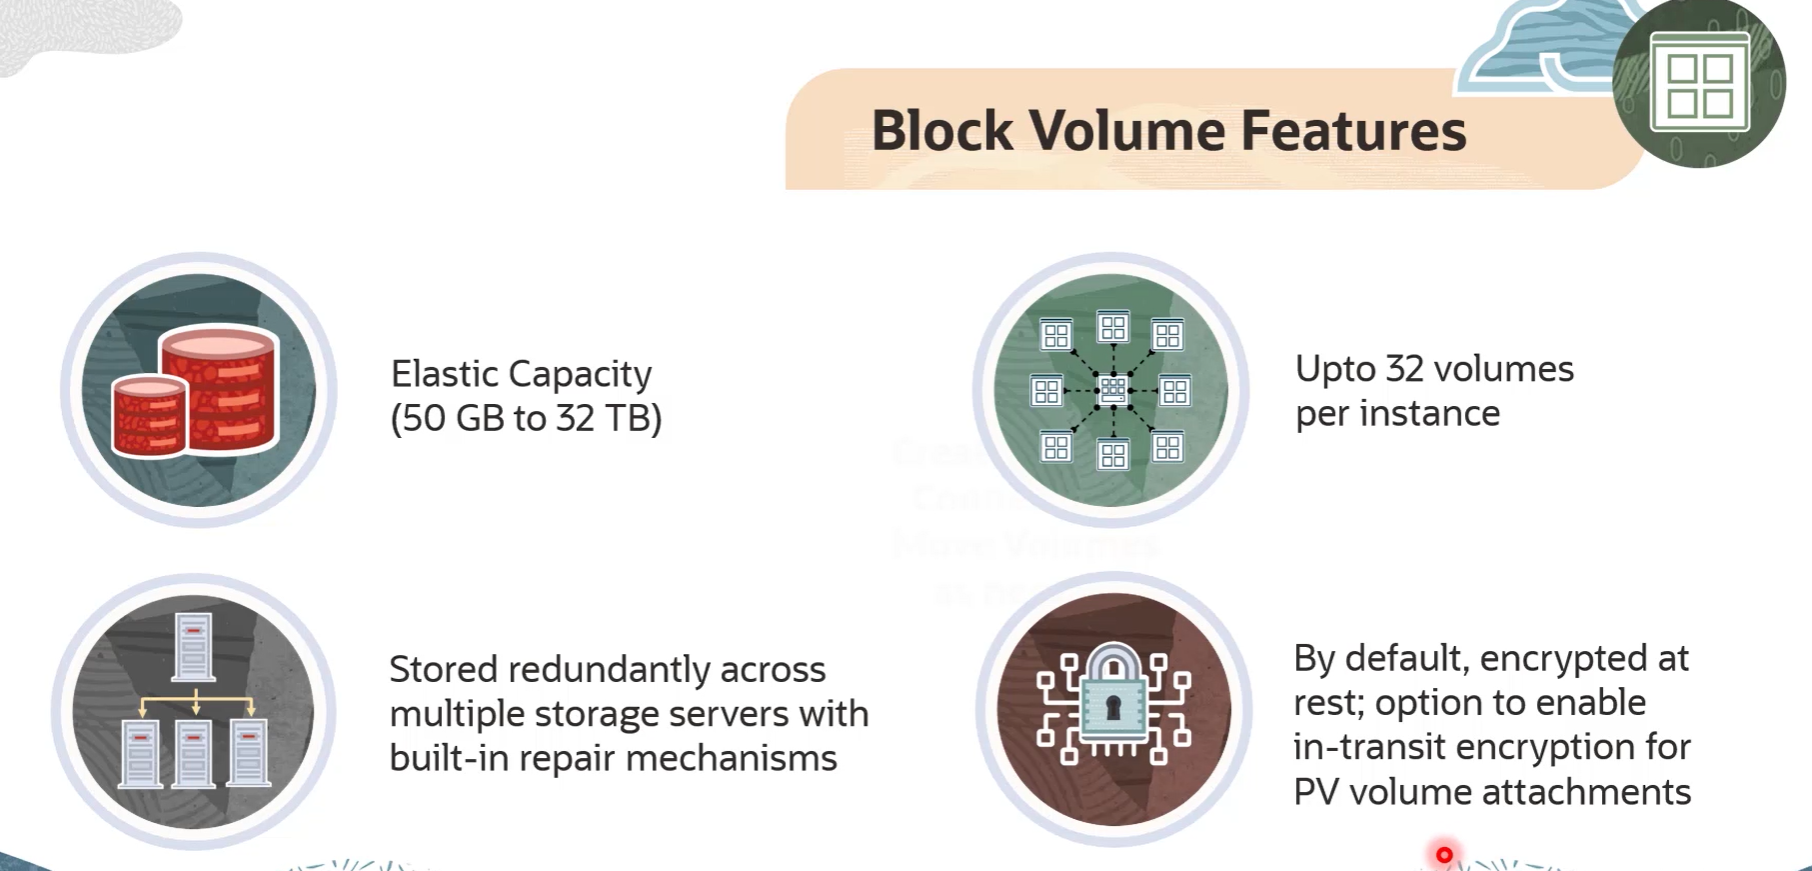 Block Volume Features
Elastic Capacity
(50 GB to 32 TB)
Upto 32 volumes
per instance
Stored redundantly across
multiple storage servers with
built-in repair mechanisms
By default, encrypted at
rest; option to enable
in-transit encryption for
PV volume attachments
Move Volumes